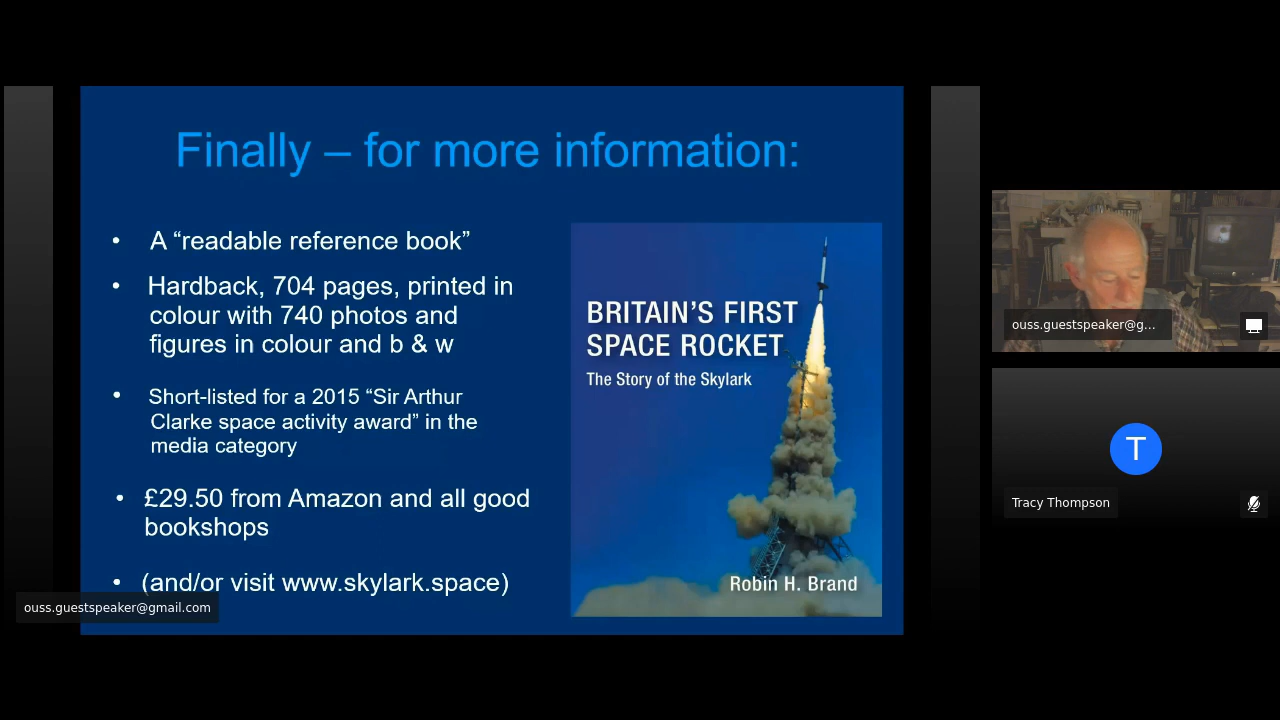 Finally – for more information:
• A “readable reference book”
• Hardback, 704 pages, printed in
colour with 740 photos and
figures in colour and b & w
• Short-listed for a 2015 “Sir Arthur
Clarke space activity award” in the
media category
• £29.50 from Amazon and all good
bookshops
• (and/or visit www.skylark.space)
BRITAIN’S FIRST
SPACE ROCKET
The Story of the Skylark
Robin H. Brand
ouss.guestspeaker@gmail.com
ouss.guestspeaker@g...
T
Tracy Thompson